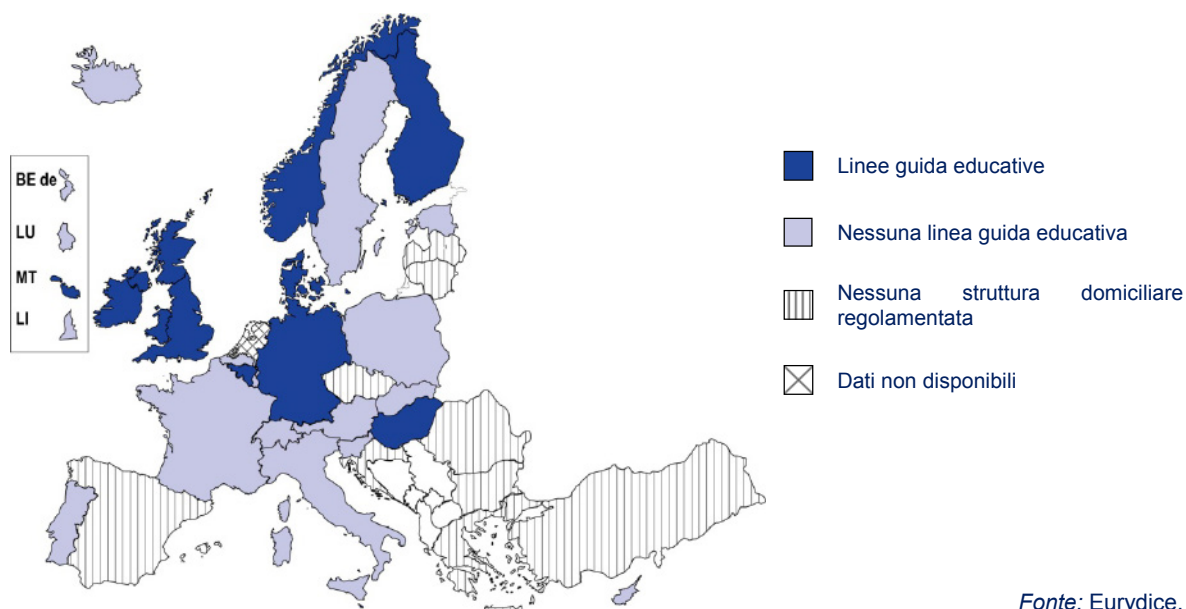 BE de
LU
MT
LI
Linee guida educative
Nessuna linea guida educativa
Nessuna struttura domiciliare
regolamentata
Dati non disponibili
Fonte: Eurydice.